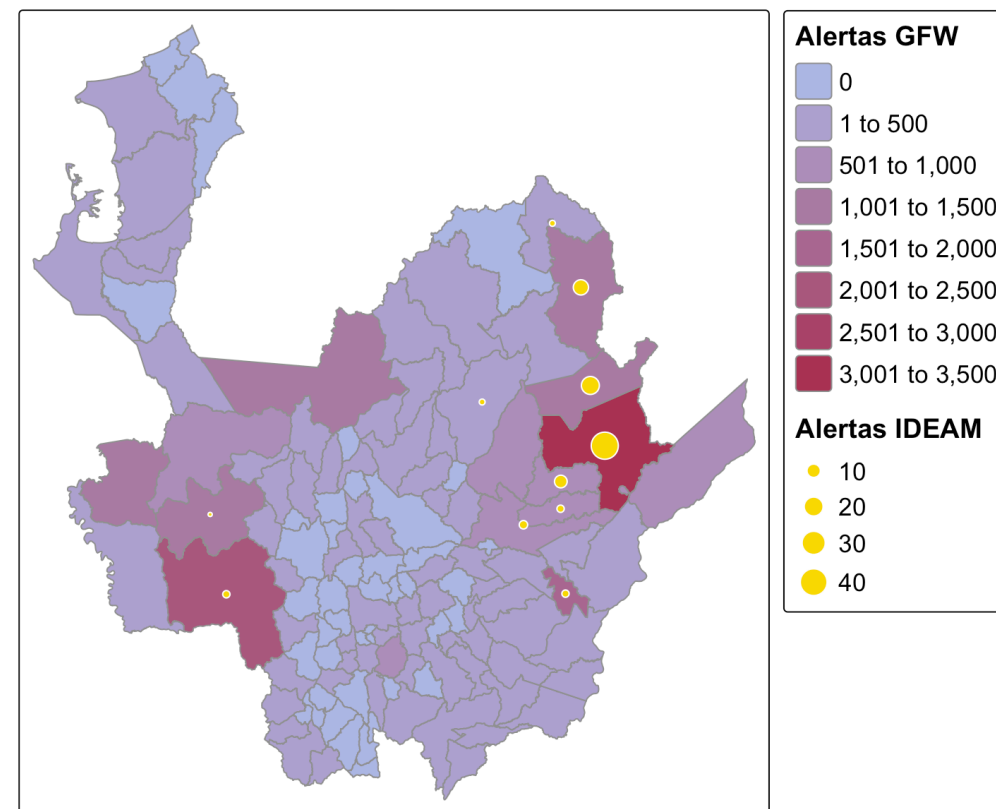 Alertas GFW
0
1 to 500
501 to 1,000
1,001 to 1,500
1,501 to 2,000
2,001 to 2,500
2,501 to 3,000
3,001 to 3,500
Alertas IDEAM
10
20
30
40